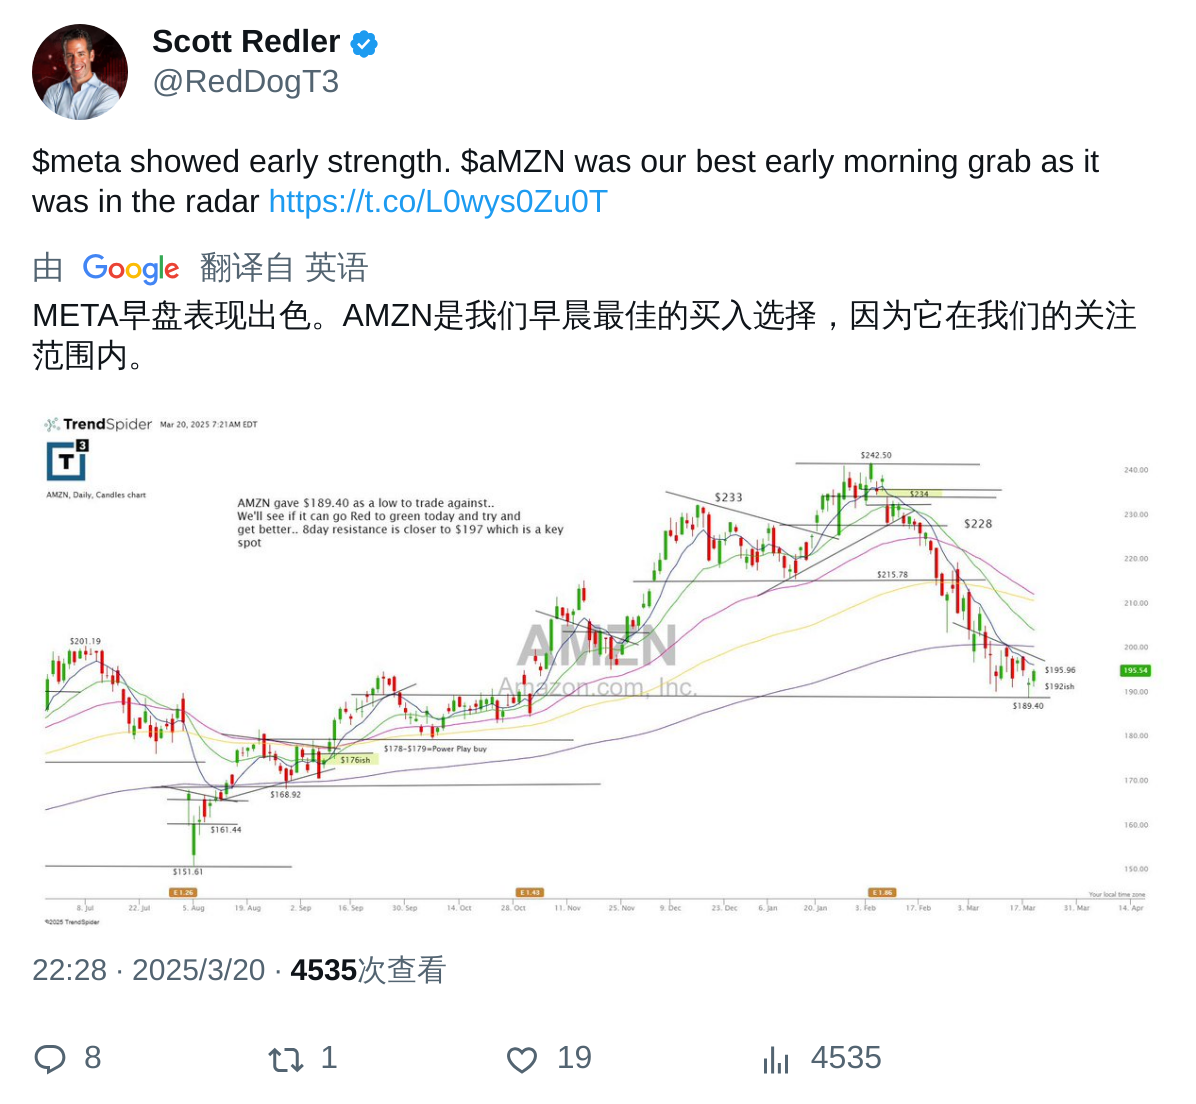 Scott Redler
@RedDogT3
$meta showed early strength. $aMZN was our best early morning grab as it
was in the radar https://t.co/L0wys0Zu0T
由 Google 翻译自 英语
META早盘表现出色。AMZN是我们早晨最佳的买入选择，因为它在我们的关注
范围内。
TrendSpider Mar 20, 2025 7:21AM EDT
T3
AMZN, Daily, Candles chart
AMZN gave $189.40 as a low to trade against..
We'll see if it can go Red to green today and try and
get better.. 8day resistance is closer to $197 which is a key
spot
$242.50
240.00
$233
$234
230.00
$228
220.00
$215.78
210.00
$201.19
AMZN
200.00
Amazon.com, Inc.
$195.96
195.54
$192ish
190.00
$189.40
180.00
$178-$179=Power Play buy
$176ish
170.00
$168.92
160.00
$161.44
150.00
$151.61
E 1.26
E 1.43
E 1.86
Your local time zone
8. Jul 22. Jul 5. Aug 19. Aug 2. Sep 16. Sep 30. Sep 14. Oct 28. Oct 11. Nov 25. Nov 9. Dec 23. Dec 6. Jan 20. Jan 3. Feb 17. Feb 3. Mar 17. Mar 31. Mar 14. Apr
©2025 TrendSpider
22:28 · 2025/3/20 · 4535次查看
8 1 19 4535